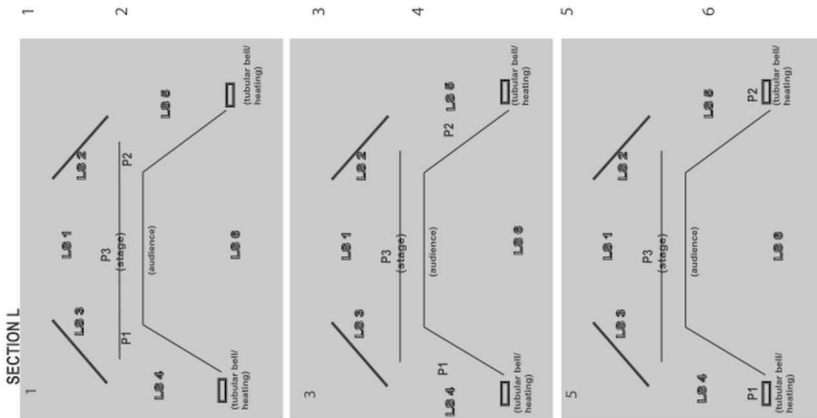 SECTION L
1
1
LS 3
LS 1
LS 2
P3
(stage)
P1
P2
2
(audience)
LS 4
LS 5
LS 6
(tubular bell/
heating)
(tubular bell/
heating)
3
3
LS 3
LS 1
LS 2
P3
(stage)
4
(audience)
P1
P2
LS 4
LS 5
LS 6
(tubular bell/
heating)
(tubular bell/
heating)
5
5
LS 3
LS 1
LS 2
P3
(stage)
(audience)
LS 4
LS 5
6
P1
P2
LS 6
(tubular bell/
heating)
(tubular bell/
heating)